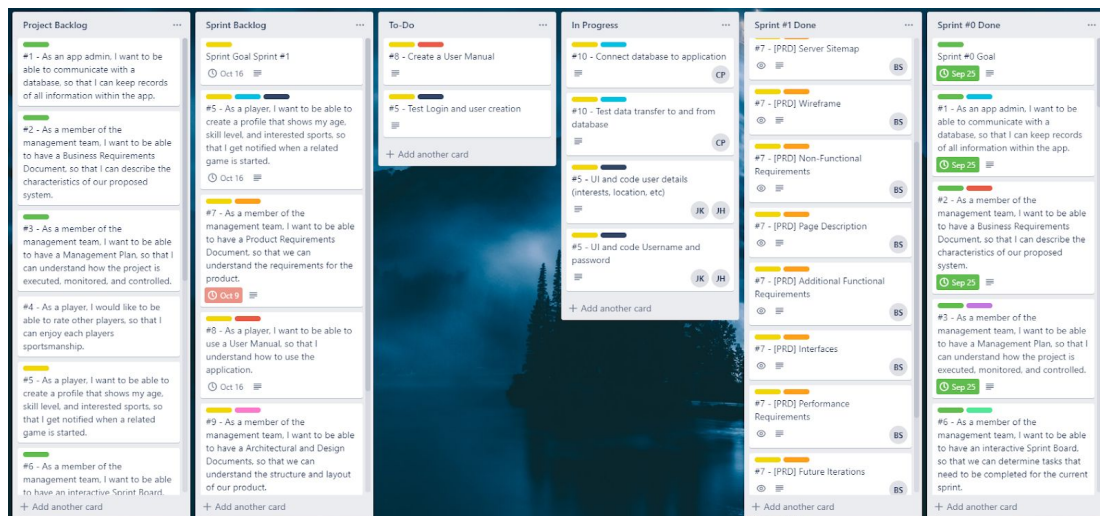 Project Backlog
#1 - As an app admin, I want to be
able to communicate with a
database, so that I can keep records
of all information within the app.
#2 - As a member of the
management team, I want to be able
to have a Business Requirements
Document, so that I can describe the
characteristics of our proposed
system.
#3 - As a member of the
management team, I want to be able
to have a Management Plan, so that I
can understand how the project is
executed, monitored, and controlled.
#4 - As a player, I would like to be
able to rate other players, so that I
can enjoy each players
sportsmanship.
#5 - As a player, I want to be able to
create a profile that shows my age,
skill level, and interested sports, so
that I get notified when a related
game is started.
#6 - As a member of the
management team, I want to be able
to have an interactive Sprint Board,
+ Add another card
Sprint Backlog
Sprint Goal Sprint #1
Oct 16
#5 - As a player, I want to be able to
create a profile that shows my age,
skill level, and interested sports, so
that I get notified when a related
game is started.
Oct 16
#7 - As a member of the
management team, I want to be able
to have a Product Requirements
Document, so that we can
understand the requirements for the
product.
Oct 9
#8 - As a player, I want to be able to
use a User Manual, so that I
understand how to use the
application.
Oct 16
#9 - As a member of the
management team, I want to be able
to have a Architectural and Design
Documents, so that we can
understand the structure and layout
of our product.
+ Add another card
To-Do
#8 - Create a User Manual
#5 - Test Login and user creation
+ Add another card
In Progress
#10 - Connect database to application
CP
#10 - Test data transfer to and from
database
CP
#5 - UI and code user details
(interests, location, etc)
JK JH
#5 - UI and code Username and
password
JK JH
+ Add another card
Sprint #1 Done
#7 - [PRD] Server Sitemap
BS
#7 - [PRD] Wireframe
BS
#7 - [PRD] Non-Functional
Requirements
BS
#7 - [PRD] Page Description
BS
#7 - [PRD] Additional Functional
Requirements
BS
#7 - [PRD] Interfaces
BS
#7 - [PRD] Performance
Requirements
BS
#7 - [PRD] Future Iterations
BS
+ Add another card
Sprint #0 Done
Sprint #0 Goal
Sep 25
#1 - As an app admin, I want to be
able to communicate with a
database, so that I can keep records
of all information within the app.
Sep 25
#2 - As a member of the
management team, I want to be able
to have a Business Requirements
Document, so that I can describe the
characteristics of our proposed
system.
Sep 25
#3 - As a member of the
management team, I want to be able
to have a Management Plan, so that I
can understand how the project is
executed, monitored, and controlled.
Sep 25
#6 - As a member of the
management team, I want to be able
to have an interactive Sprint Board,
so that we can determine tasks that
need to be completed for the current
sprint.
+ Add another card